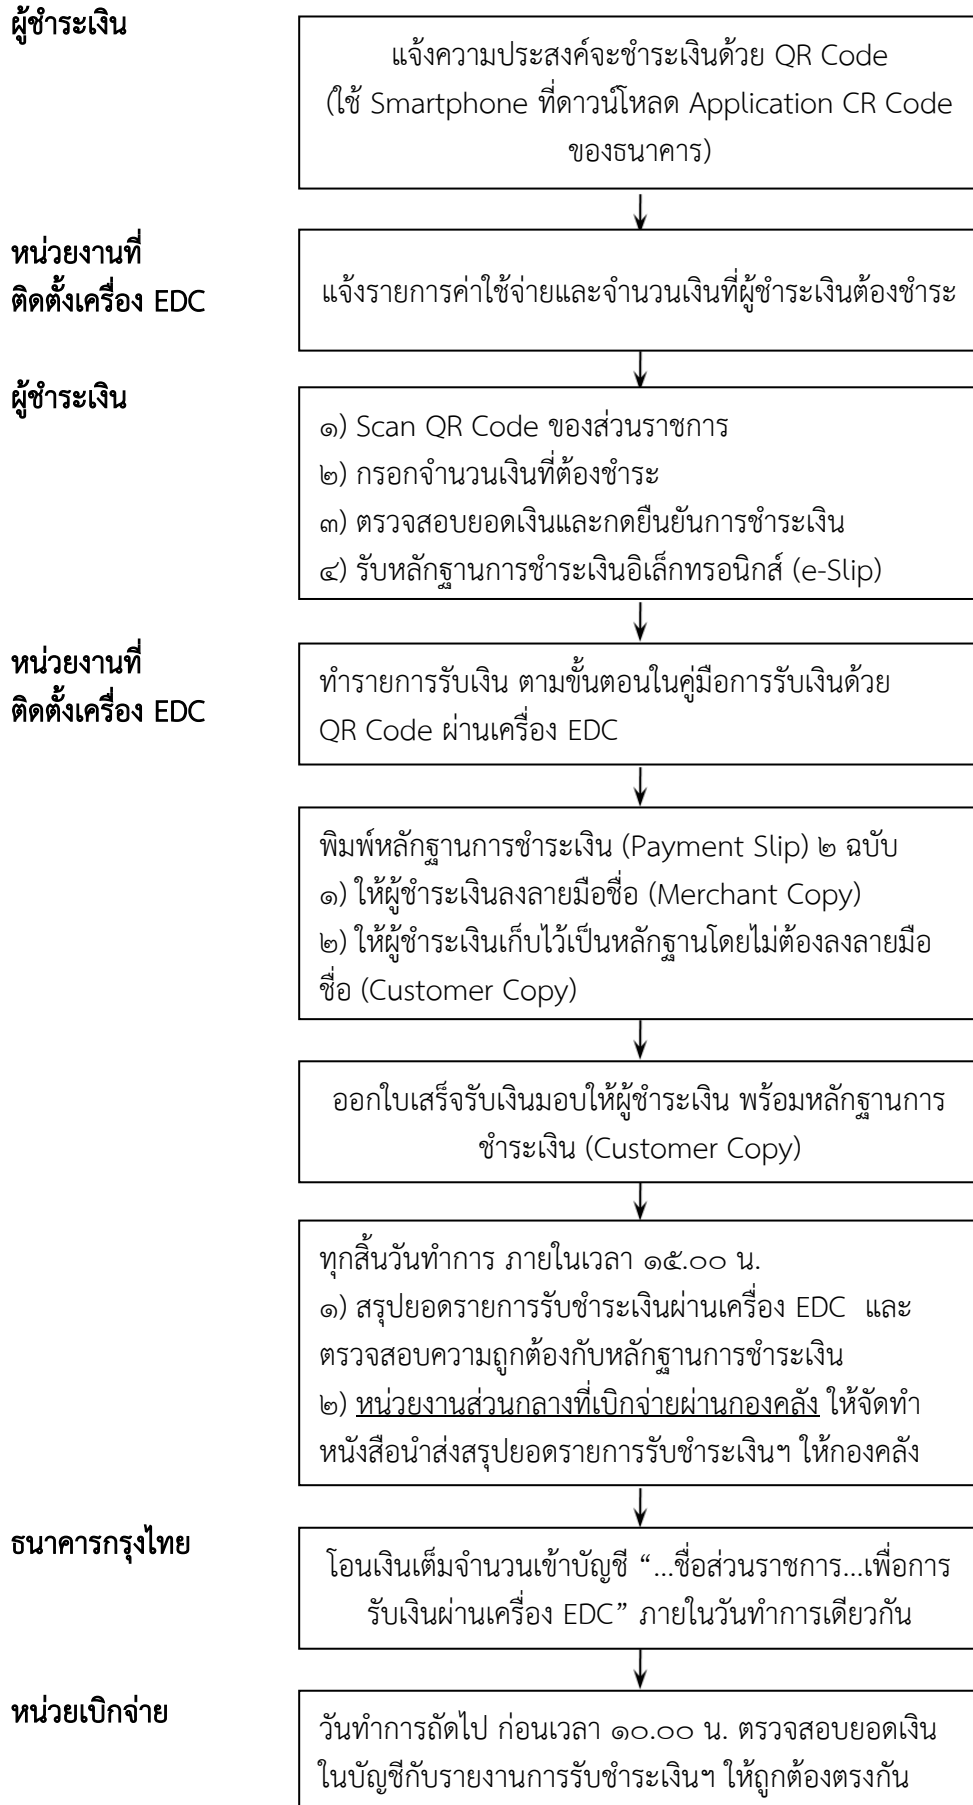 ผู้ชำระเงิน
แจ้งความประสงค์จะชำระเงินด้วย QR Code
(ใช้ Smartphone ที่ดาวน์โหลด Application CR Code
ของธนาคาร)
หน่วยงานที่
ติดตั้งเครื่อง EDC
แจ้งรายการค่าใช้จ่ายและจำนวนเงินที่ผู้ชำระเงินต้องชำระ
ผู้ชำระเงิน
๑) Scan QR Code ของส่วนราชการ
๒) กรอกจำนวนเงินที่ต้องชำระ
๓) ตรวจสอบยอดเงินและกดยืนยันการชำระเงิน
๔) รับหลักฐานการชำระเงินอิเล็กทรอนิกส์ (e-Slip)
หน่วยงานที่
ติดตั้งเครื่อง EDC
ทำรายการรับเงิน ตามขั้นตอนในคู่มือการรับเงินด้วย
QR Code ผ่านเครื่อง EDC
พิมพ์หลักฐานการชำระเงิน (Payment Slip) ๒ ฉบับ
๑) ให้ผู้ชำระเงินลงลายมือชื่อ (Merchant Copy)
๒) ให้ผู้ชำระเงินเก็บไว้เป็นหลักฐานโดยไม่ต้องลงลายมือ
ชื่อ (Customer Copy)
ออกใบเสร็จรับเงินมอบให้ผู้ชำระเงิน พร้อมหลักฐานการ
ชำระเงิน (Customer Copy)
ทุกสิ้นวันทำการ ภายในเวลา ๑๕.๐๐ น.
๑) สรุปยอดรายการรับชำระเงินผ่านเครื่อง EDC และ
ตรวจสอบความถูกต้องกับหลักฐานการชำระเงิน
๒) หน่วยงานส่วนกลางที่เบิกจ่ายผ่านกองคลัง ให้จัดทำ
หนังสือนำส่งสรุปยอดรายการรับชำระเงินฯ ให้กองคลัง
ธนาคารกรุงไทย
โอนเงินเต็มจำนวนเข้าบัญชี “...ชื่อส่วนราชการ...เพื่อการ
รับเงินผ่านเครื่อง EDC” ภายในวันทำการเดียวกัน
หน่วยเบิกจ่าย
วันทำการถัดไป ก่อนเวลา ๑๐.๐๐ น. ตรวจสอบยอดเงิน
ในบัญชีกับรายงานการรับชำระเงินฯ ให้ถูกต้องตรงกัน